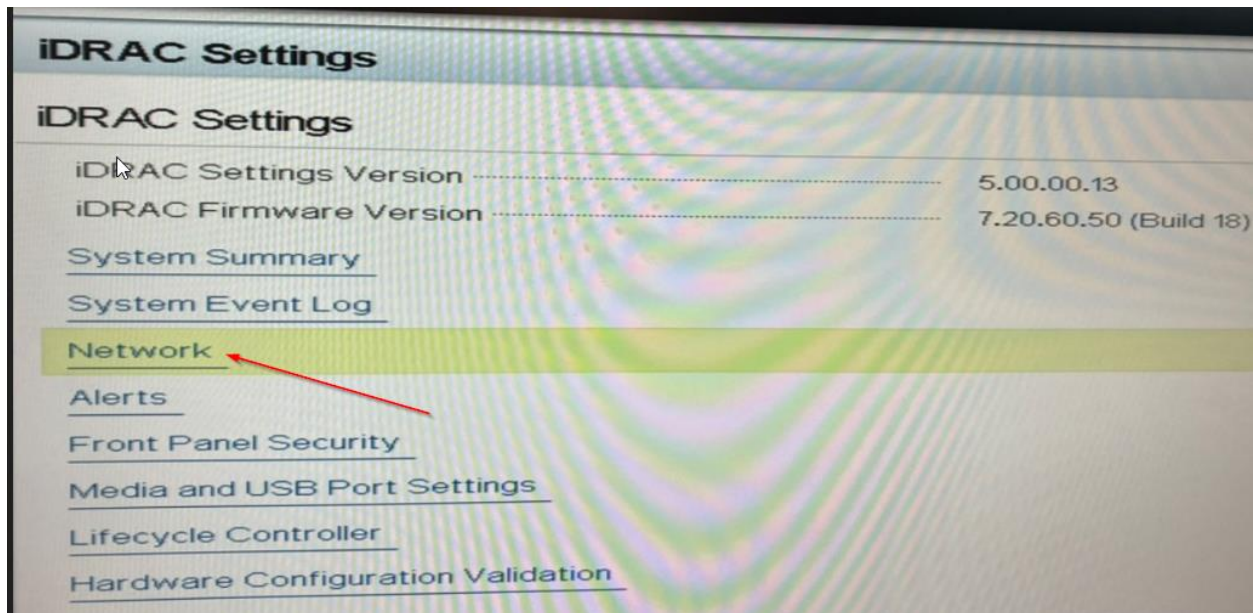 iDRAC Settings
iDRAC Settings
iDRAC Settings Version 5.00.00.13
iDRAC Firmware Version 7.20.60.50 (Build 18)
System Summary
System Event Log
Network
Alerts
Front Panel Security
Media and USB Port Settings
Lifecycle Controller
Hardware Configuration Validation